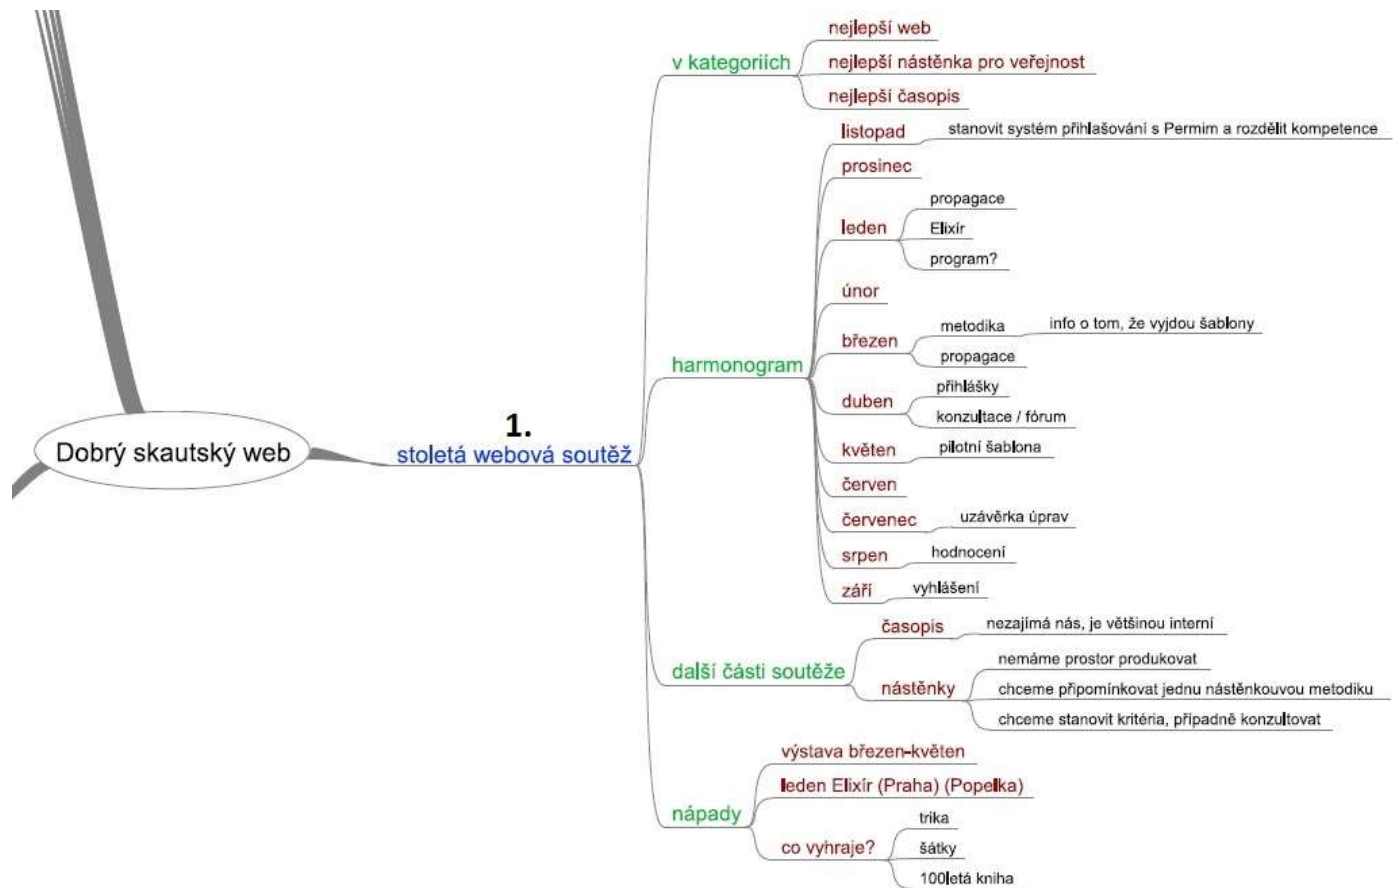 Dobrý skautský web
1.
stoletá webová soutěž
v kategoriích
nejlepší web
nejlepší nástěnka pro veřejnost
nejlepší časopis
harmonogram
listopad
stanovit systém přihlašování s Permim a rozdělit kompetence
prosinec
leden
propagace
Elixír
program?
únor
březen
metodika
info o tom, že vyjdou šablony
propagace
duben
přihlášky
konzultace / fórum
květen
pilotní šablona
červen
červenec
uzávěrka úprav
srpen
hodnocení
září
vyhlášení
další části soutěže
časopis
nezajímá nás, je většinou interní
nástěnky
nemáme prostor produkovat
chceme připomínkovat jednu nástěnkouvou metodiku
chceme stanovit kritéria, případně konzultovat
nápady
výstava březen-květen
leden Elixír (Praha) (Popelka)
co vyhraje?
trika
šátky
100letá kniha